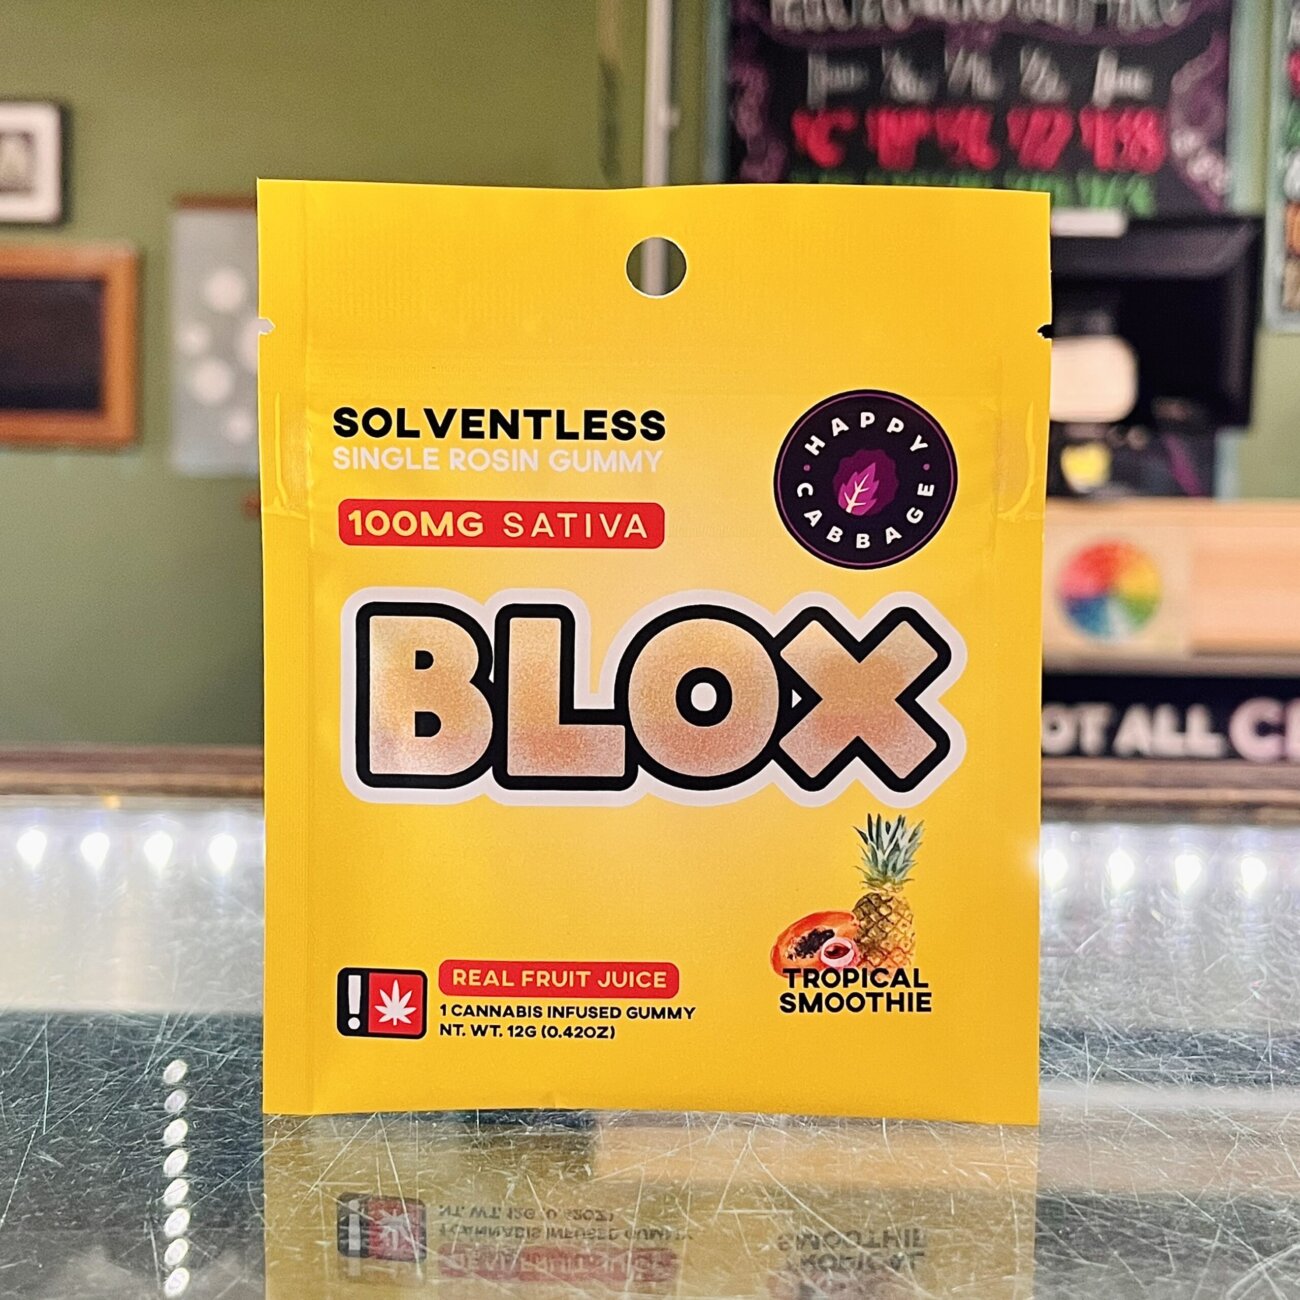 SOLVENTLESS
SINGLE ROSIN GUMMY
100MG SATIVA
HAPPY
CABBAGE
BLOX
TROPICAL
SMOOTHIE
REAL FRUIT JUICE
!
1 CANNABIS INFUSED GUMMY
NT. WT. 12G (0.42OZ)
ALL